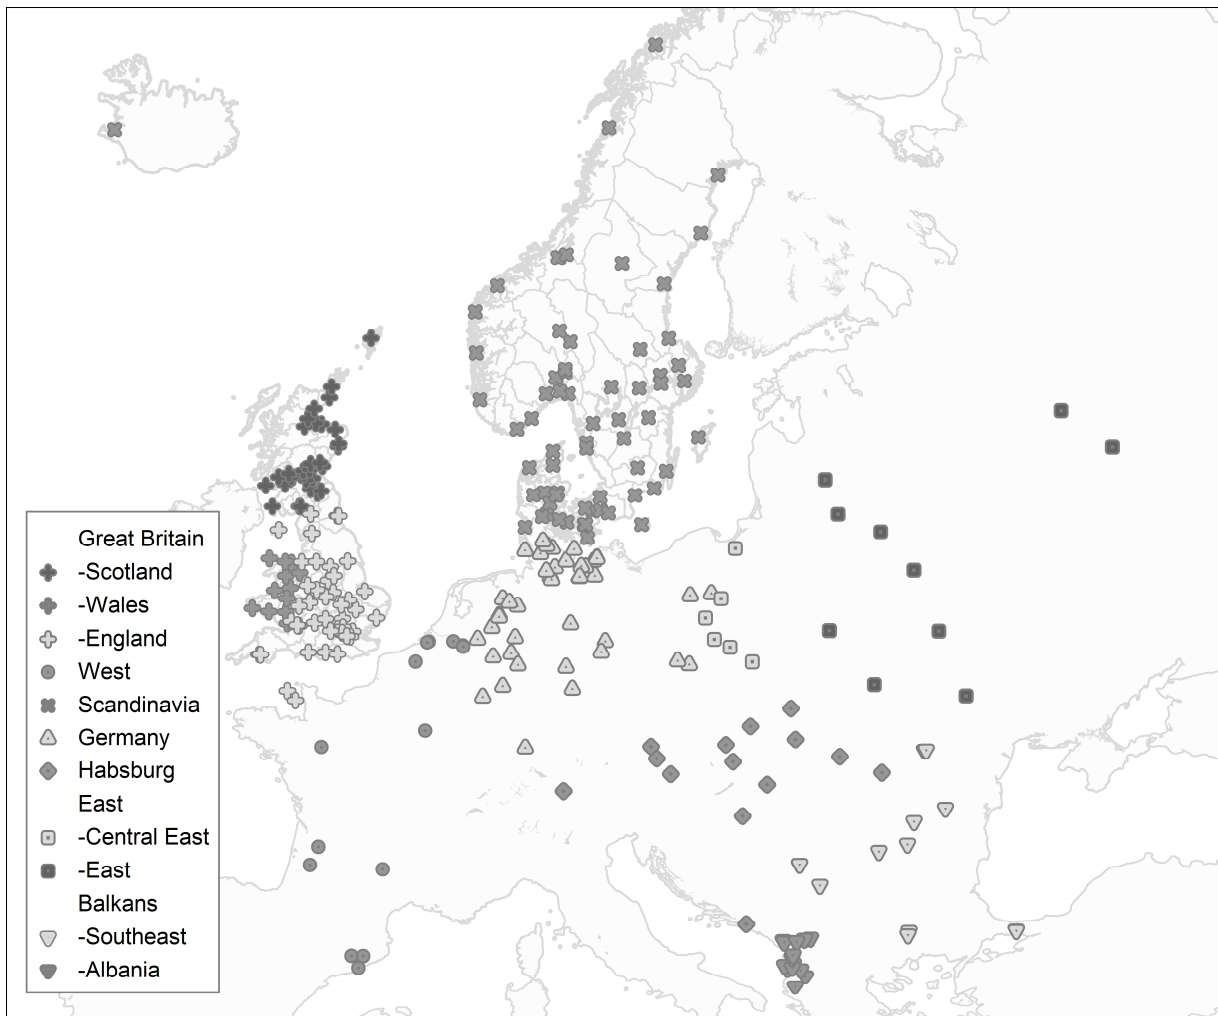 Great Britain
-Scotland
-Wales
-England
West
Scandinavia
Germany
Habsburg
East
-Central East
-East
Balkans
-Southeast
-Albania